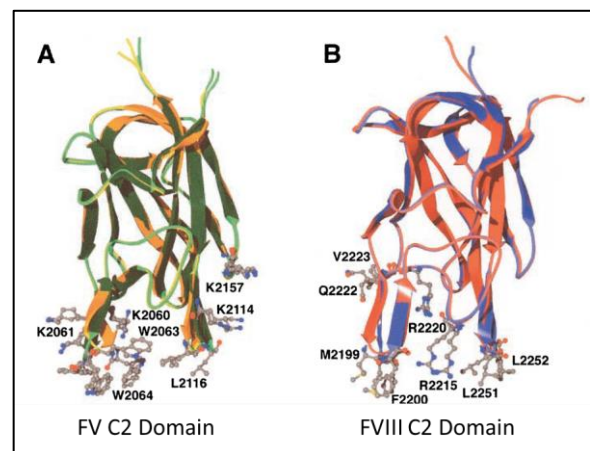 A
B
K2157
V2223
Q2222
K2060
K2114
K2061
W2063
R2220
M2199
L2252
L2116
R2215
L2251
W2064
F2200
FV C2 Domain
FVIII C2 Domain